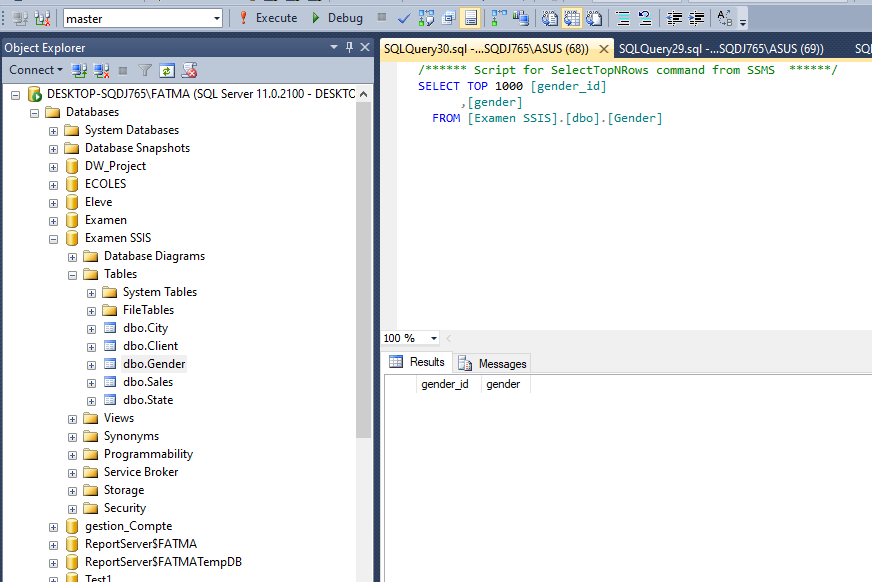 master
Execute
Debug
Object Explorer
Connect
DESKTOP-SQDJ765\FATMA (SQL Server 11.0.2100 - DESKTC
Databases
System Databases
Database Snapshots
DW_Project
ECOLES
Eleve
Examen
Examen SSIS
Database Diagrams
Tables
System Tables
FileTables
dbo.City
dbo.Client
dbo.Gender
dbo.Sales
dbo.State
Views
Synonyms
Programmability
Service Broker
Storage
Security
gestion_Compte
ReportServer$FATMA
ReportServer$FATMATempDB
Test1
SQLQuery30.sql -...SQDJ765\ASUS (68))
SQLQuery29.sql -...SQDJ765\ASUS (69))
SQ
/****** Script for SelectTopNRows command from SSMS ******/
SELECT TOP 1000 [gender_id]
,[gender]
FROM [Examen SSIS].[dbo].[Gender]
100 %
Results
Messages
gender_id gender